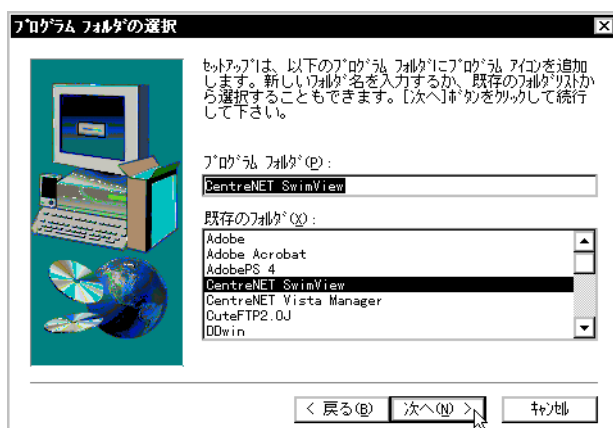 プログラム フォルダの選択
セットアップは、以下のプログラム フォルダにプログラム アイコンを追加
します。新しいフォルダ名を入力するか、既存のフォルダリストか
ら選択することもできます。[次へ]ボタンをクリックして続行
して下さい。
プログラム フォルダ(P):
CentreNET SwimView
既存のフォルダ(X):
Adobe
Adobe Acrobat
AdobePS 4
CentreNET SwimView
CentreNET Vista Manager
CuteFTP2.0J
DDwin
< 戻る(B)
次へ(N) >
キャンセル